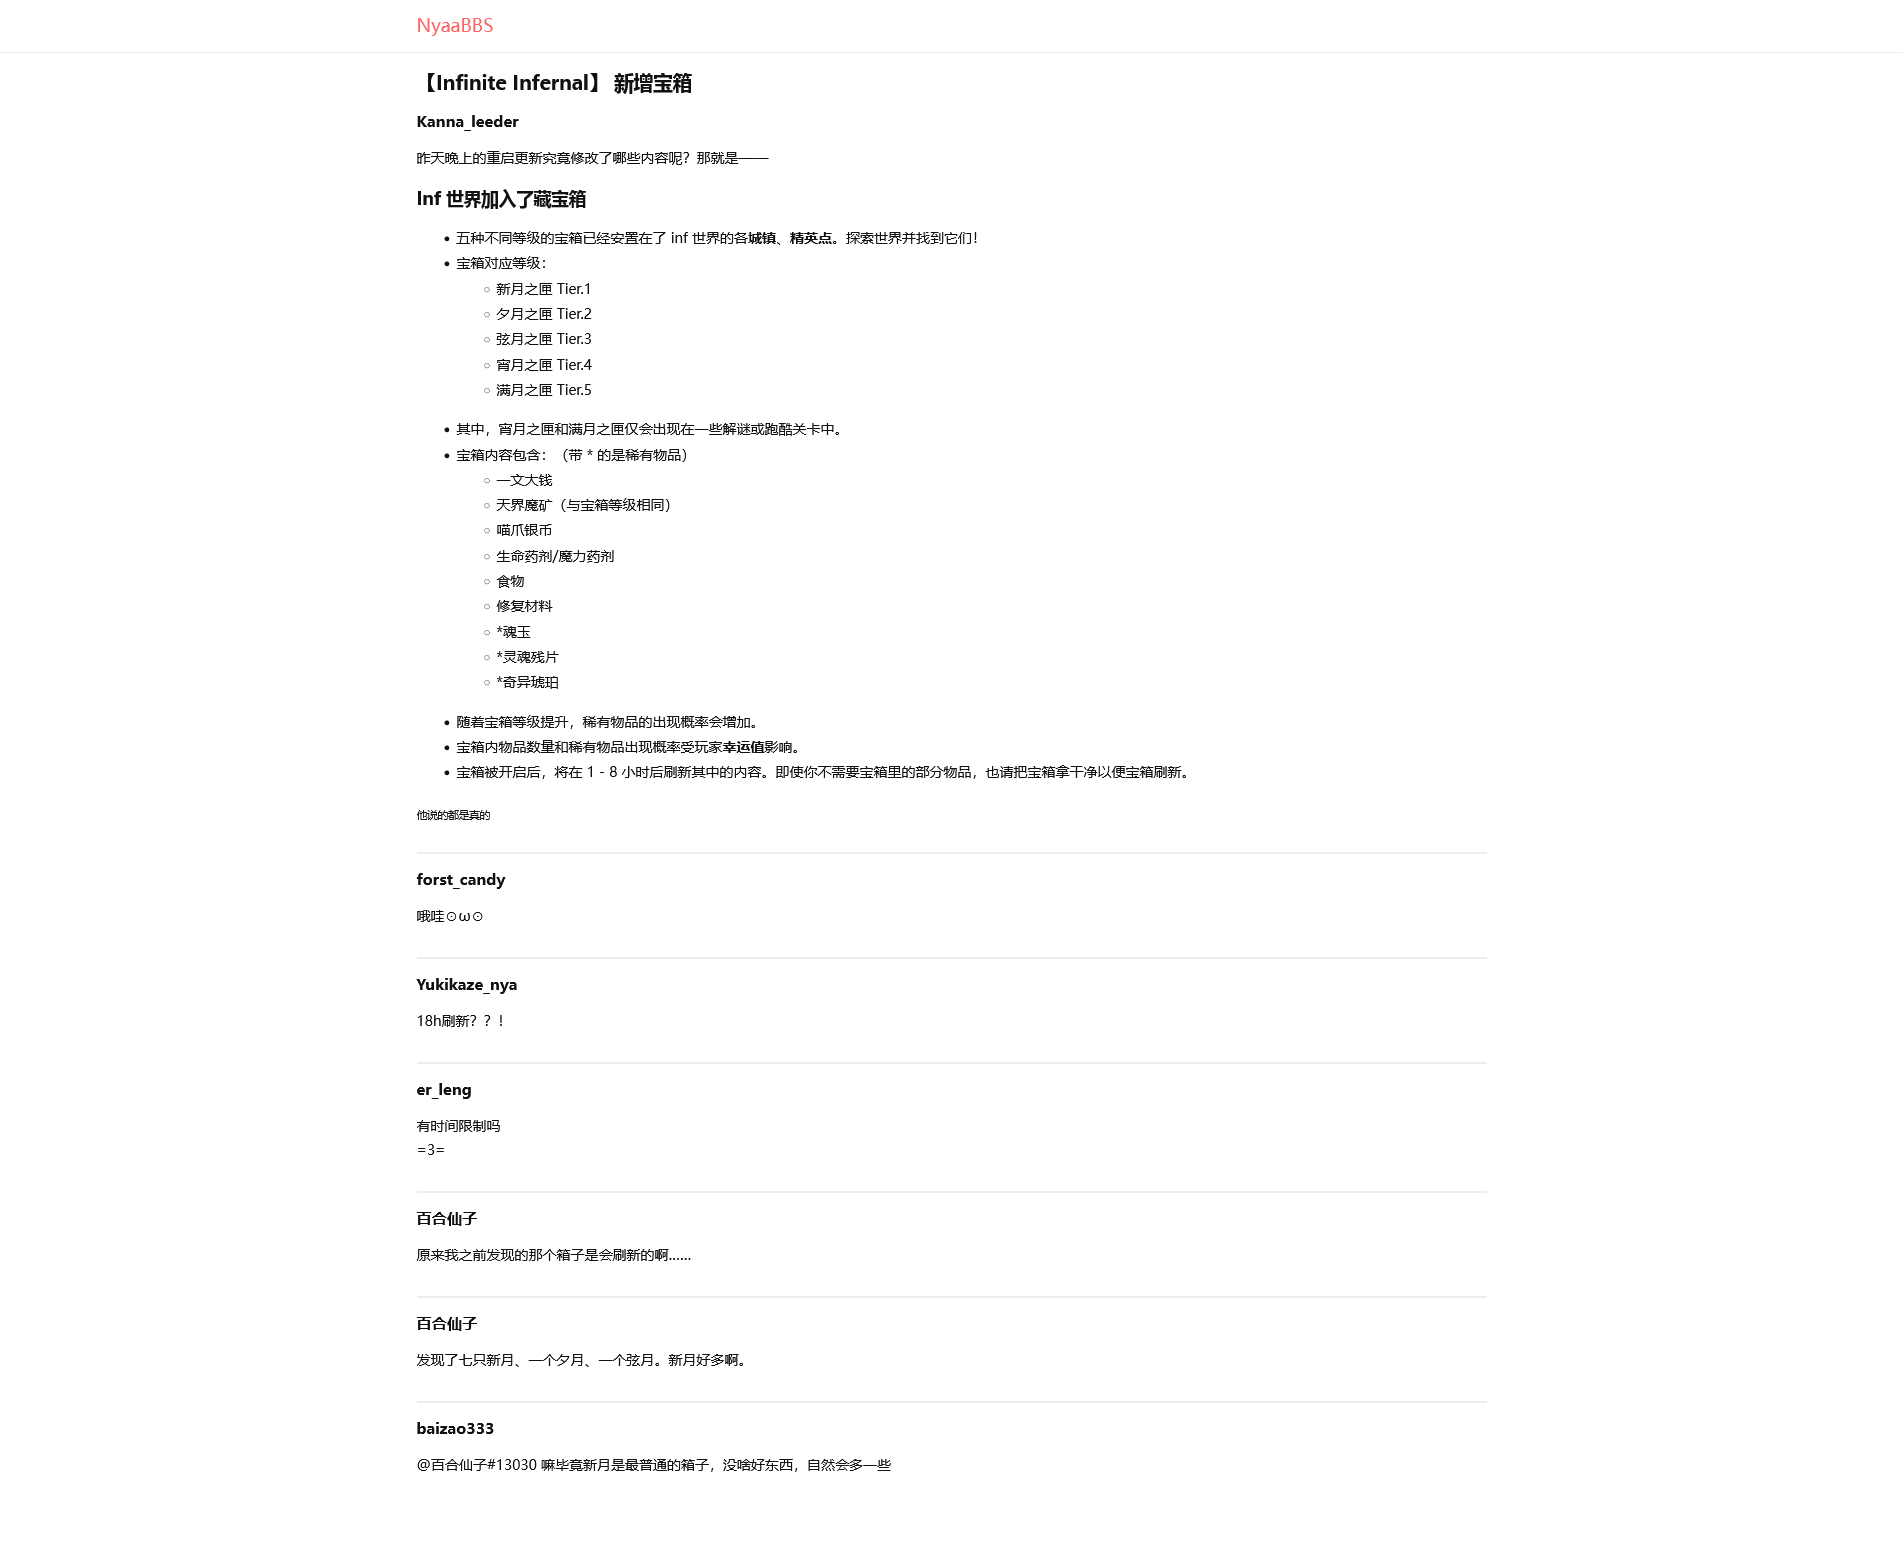 NyaaBBS
【Infinite Infernal】 新增宝箱
Kanna_leeder
昨天晚上的重启更新究竟修改了哪些内容呢？那就是——
Inf 世界加入了藏宝箱
五种不同等级的宝箱已经安置在了 inf 世界的各城镇、精英点。探索世界并找到它们！
宝箱对应等级：
新月之匣 Tier.1
夕月之匣 Tier.2
弦月之匣 Tier.3
宵月之匣 Tier.4
满月之匣 Tier.5
其中，宵月之匣和满月之匣仅会出现在一些解谜或跑酷关卡中。
宝箱内容包含：（带 * 的是稀有物品）
一文大钱
天界魔矿（与宝箱等级相同）
喵爪银币
生命药剂/魔力药剂
食物
修复材料
*魂玉
*灵魂残片
*奇异琥珀
随着宝箱等级提升，稀有物品的出现概率会增加。
宝箱内物品数量和稀有物品出现概率受玩家幸运值影响。
宝箱被开启后，将在 1 - 8 小时后刷新其中的内容。即使你不需要宝箱里的部分物品，也请把宝箱拿干净以便宝箱刷新。
他说的都是真的
forst_candy
哦哇⊙ω⊙
Yukikaze_nya
18h刷新？？！
er_leng
有时间限制吗
=3=
百合仙子
原来我之前发现的那个箱子是会刷新的啊……
百合仙子
发现了七只新月、一个夕月、一个弦月。新月好多啊。
baizao333
@百合仙子#13030 嘛毕竟新月是最普通的箱子，没啥好东西，自然会多一些